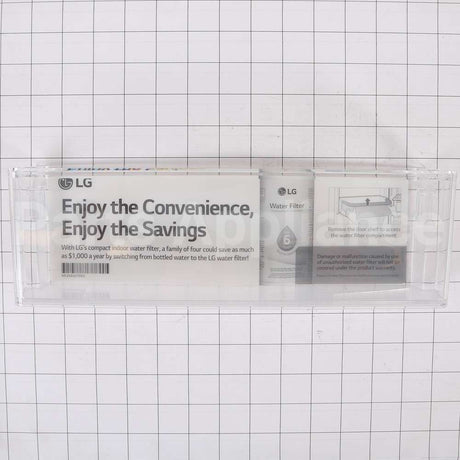 LG
Enjoy the Convenience,
Enjoy the Savings
With LG's compact indoor water filter, a family of four could save as much
as $1,000 a year by switching from bottled water to the LG water filter!
LG
Water Filter
6
Remove the door shelf to access
the water filter compartment
Damage or malfunction caused by use
of unauthorized water filter will not be
covered under the product warranty.